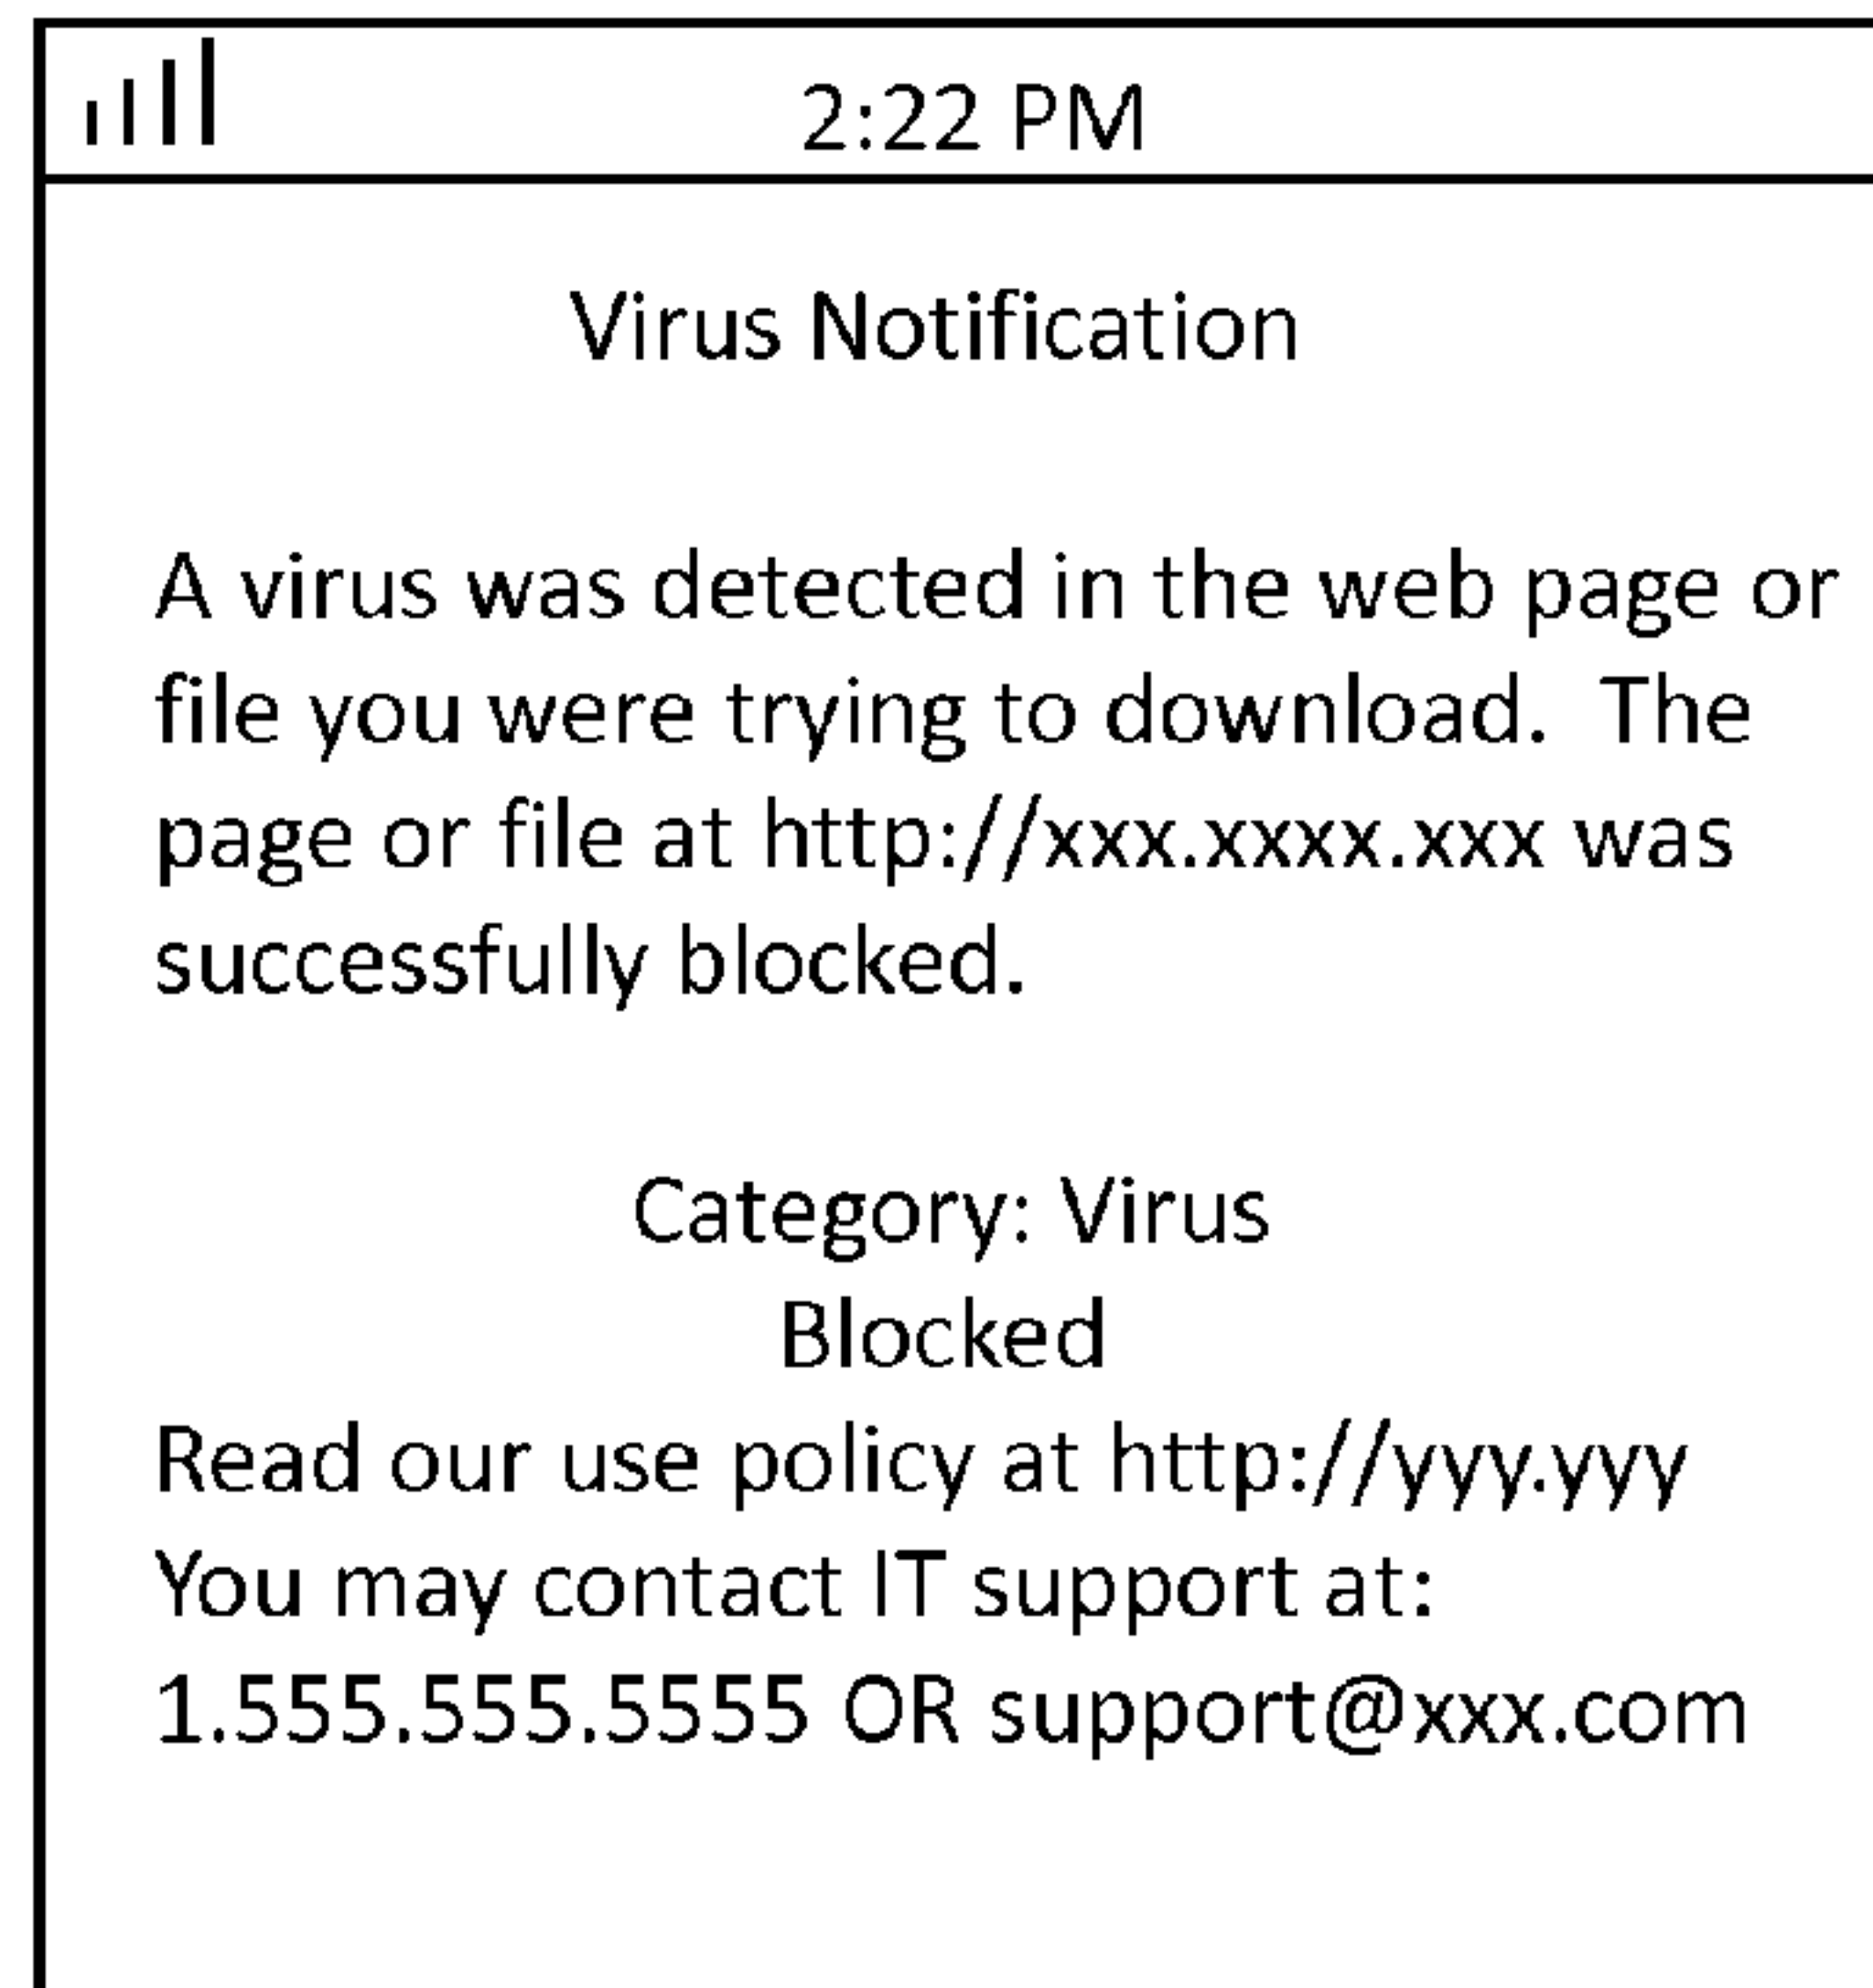 2:22 PM
Virus Notification
A virus was detected in the web page or
file you were trying to download.  The
page or file at http://xxx.xxxx.xxx was
successfully blocked.
Category: Virus
Blocked
Read our use policy at http://yyy.yyy
You may contact IT support at:
1.555.555.5555 OR support@xxx.com